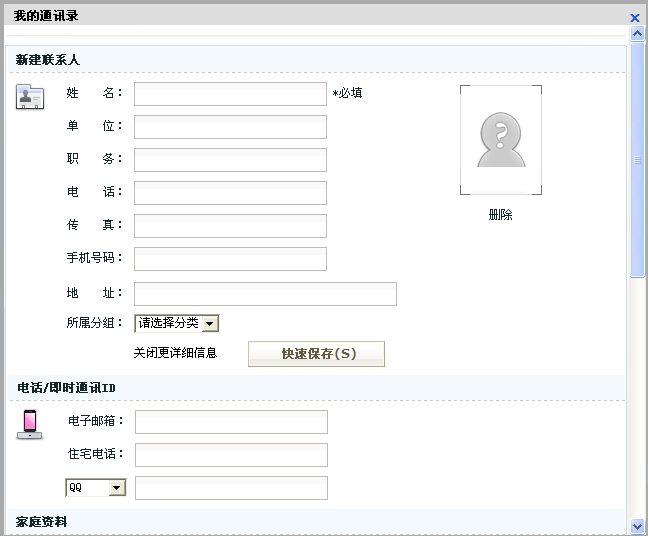 我的通讯录
新建联系人
姓 名： *必填
单 位：
职 务：
电 话：
传 真：
删除
手机号码：
地 址：
所属分组： 请选择分类
关闭更详细信息 快速保存(S)
电话/即时通讯ID
电子邮箱：
住宅电话：
QQ
家庭资料